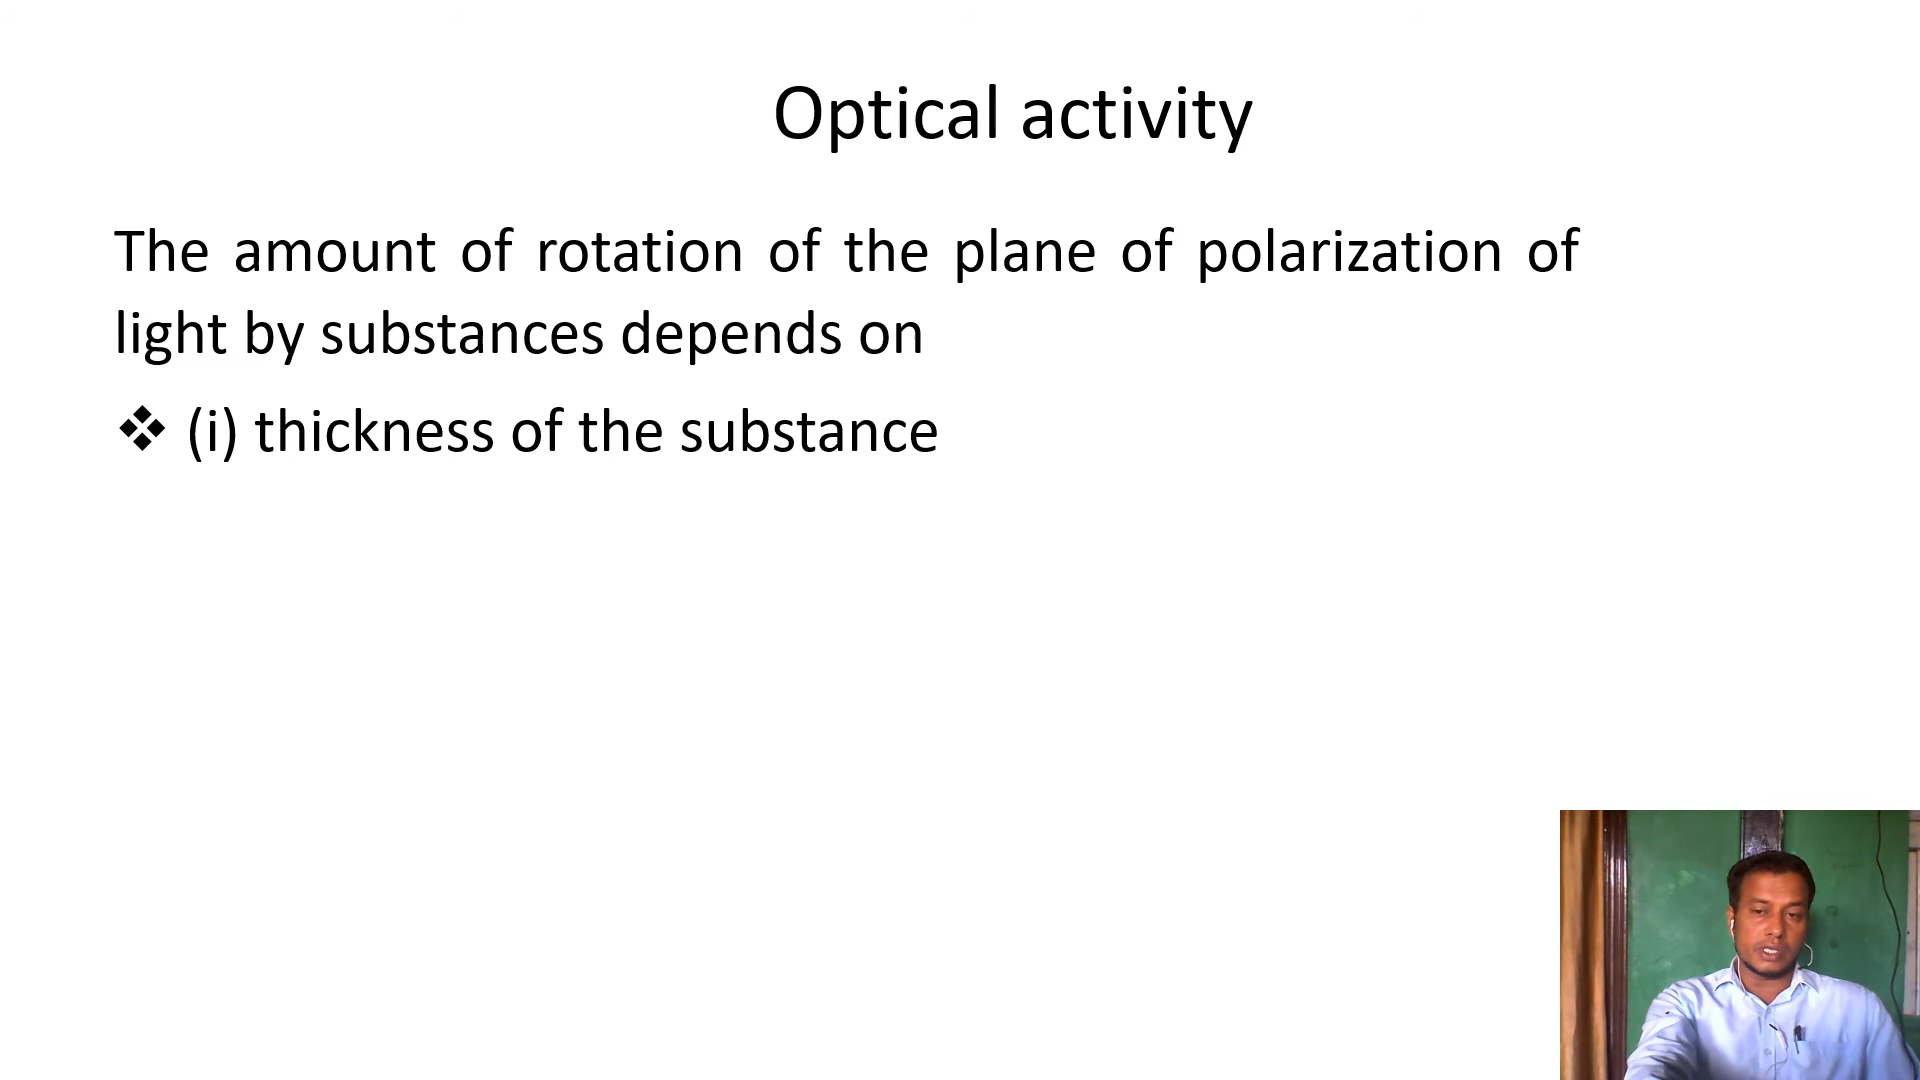 Optical activity
The amount of rotation of the plane of polarization of
light by substances depends on
❖ (i) thickness of the substance